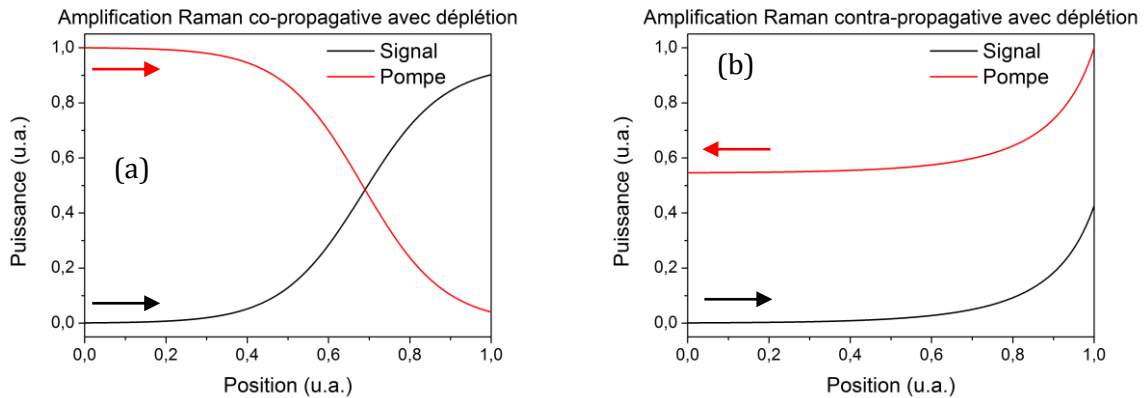 Amplification Raman co-propagative avec déplétion
Signal
Pompe
(a)
Puissance (u.a.)
1,0
0,8
0,6
0,4
0,2
0,0
0,0 0,2 0,4 0,6 0,8 1,0
Position (u.a.)
Amplification Raman contra-propagative avec déplétion
Signal
Pompe
(b)
Puissance (u.a.)
1,0
0,8
0,6
0,4
0,2
0,0
0,0 0,2 0,4 0,6 0,8 1,0
Position (u.a.)